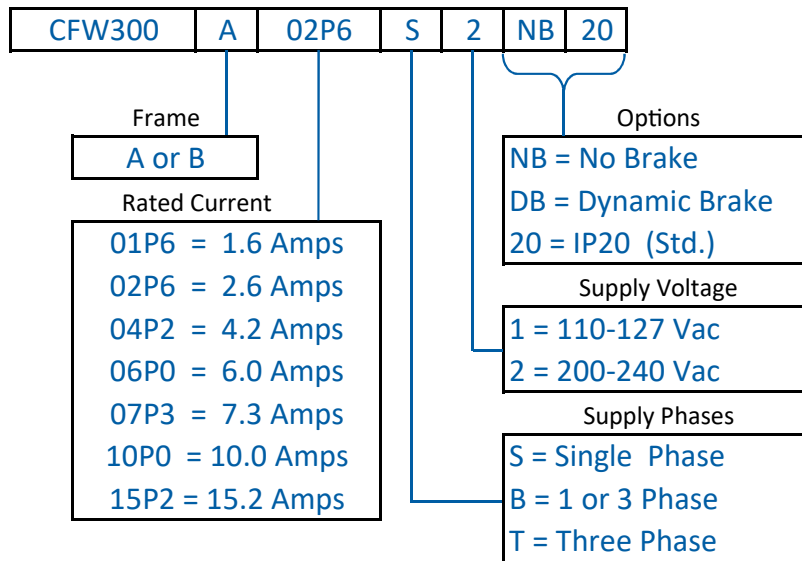 CFW300 A 02P6 S 2 NB 20
Frame
A or B
Rated Current
01P6 = 1.6 Amps
02P6 = 2.6 Amps
04P2 = 4.2 Amps
06P0 = 6.0 Amps
07P3 = 7.3 Amps
10P0 = 10.0 Amps
15P2 = 15.2 Amps
Options
NB = No Brake
DB = Dynamic Brake
20 = IP20 (Std.)
Supply Voltage
1 = 110-127 Vac
2 = 200-240 Vac
Supply Phases
S = Single Phase
B = 1 or 3 Phase
T = Three Phase